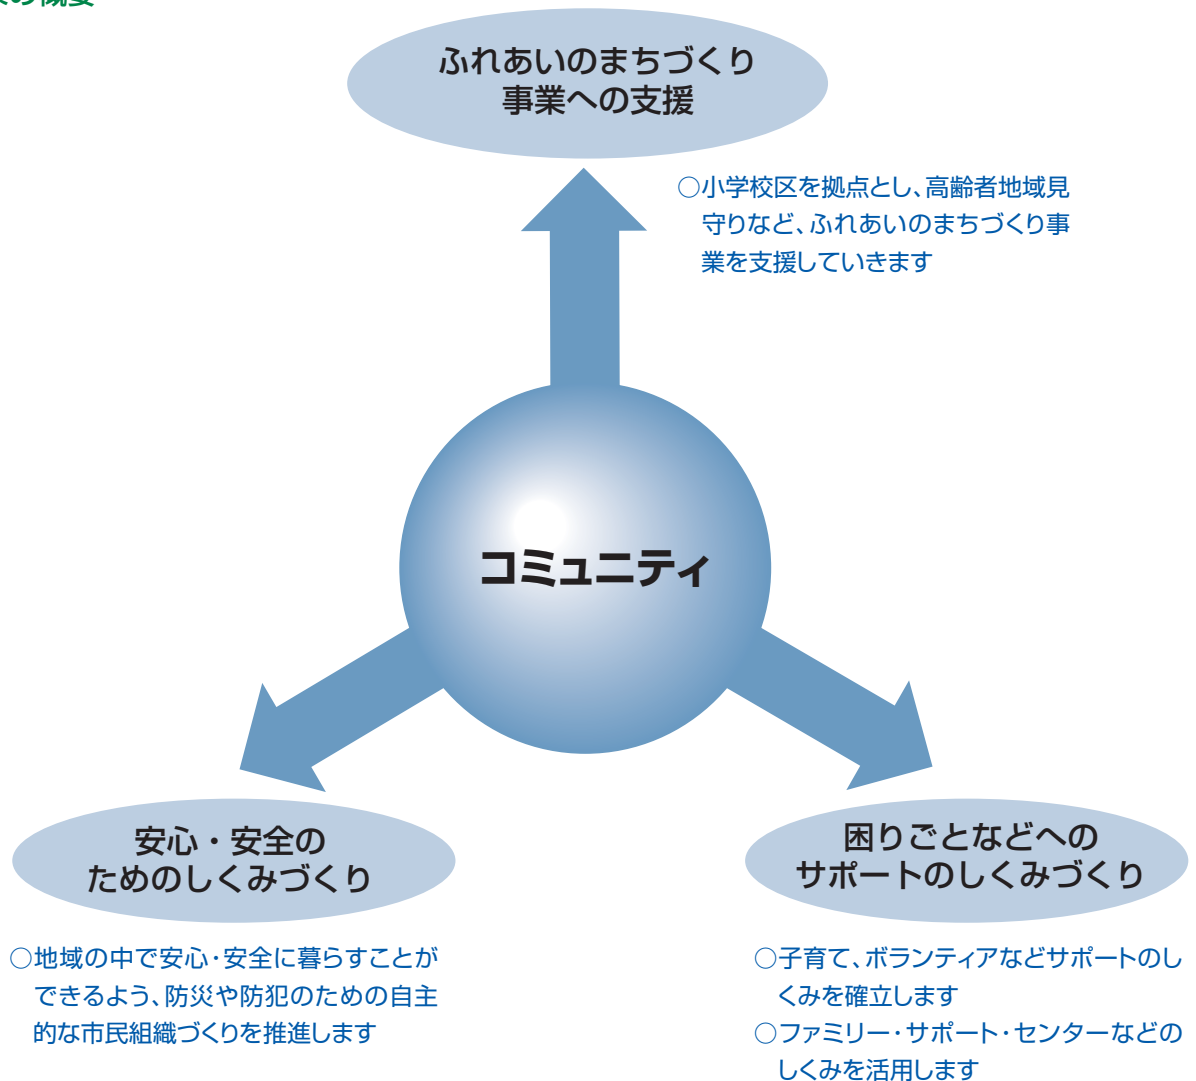 の概要
ふれあいのまちづくり
事業への支援
○小学校区を拠点とし、高齢者地域見
守りなど、ふれあいのまちづくり事
業を支援していきます
コミュニティ
安心・安全の
ためのしくみづくり
○地域の中で安心・安全に暮らすことが
できるよう、防災や防犯のための自主
的な市民組織づくりを推進します
困りごとなどへの
サポートのしくみづくり
○子育て、ボランティアなどサポートのし
くみを確立します
○ファミリー・サポート・センターなどの
しくみを活用します